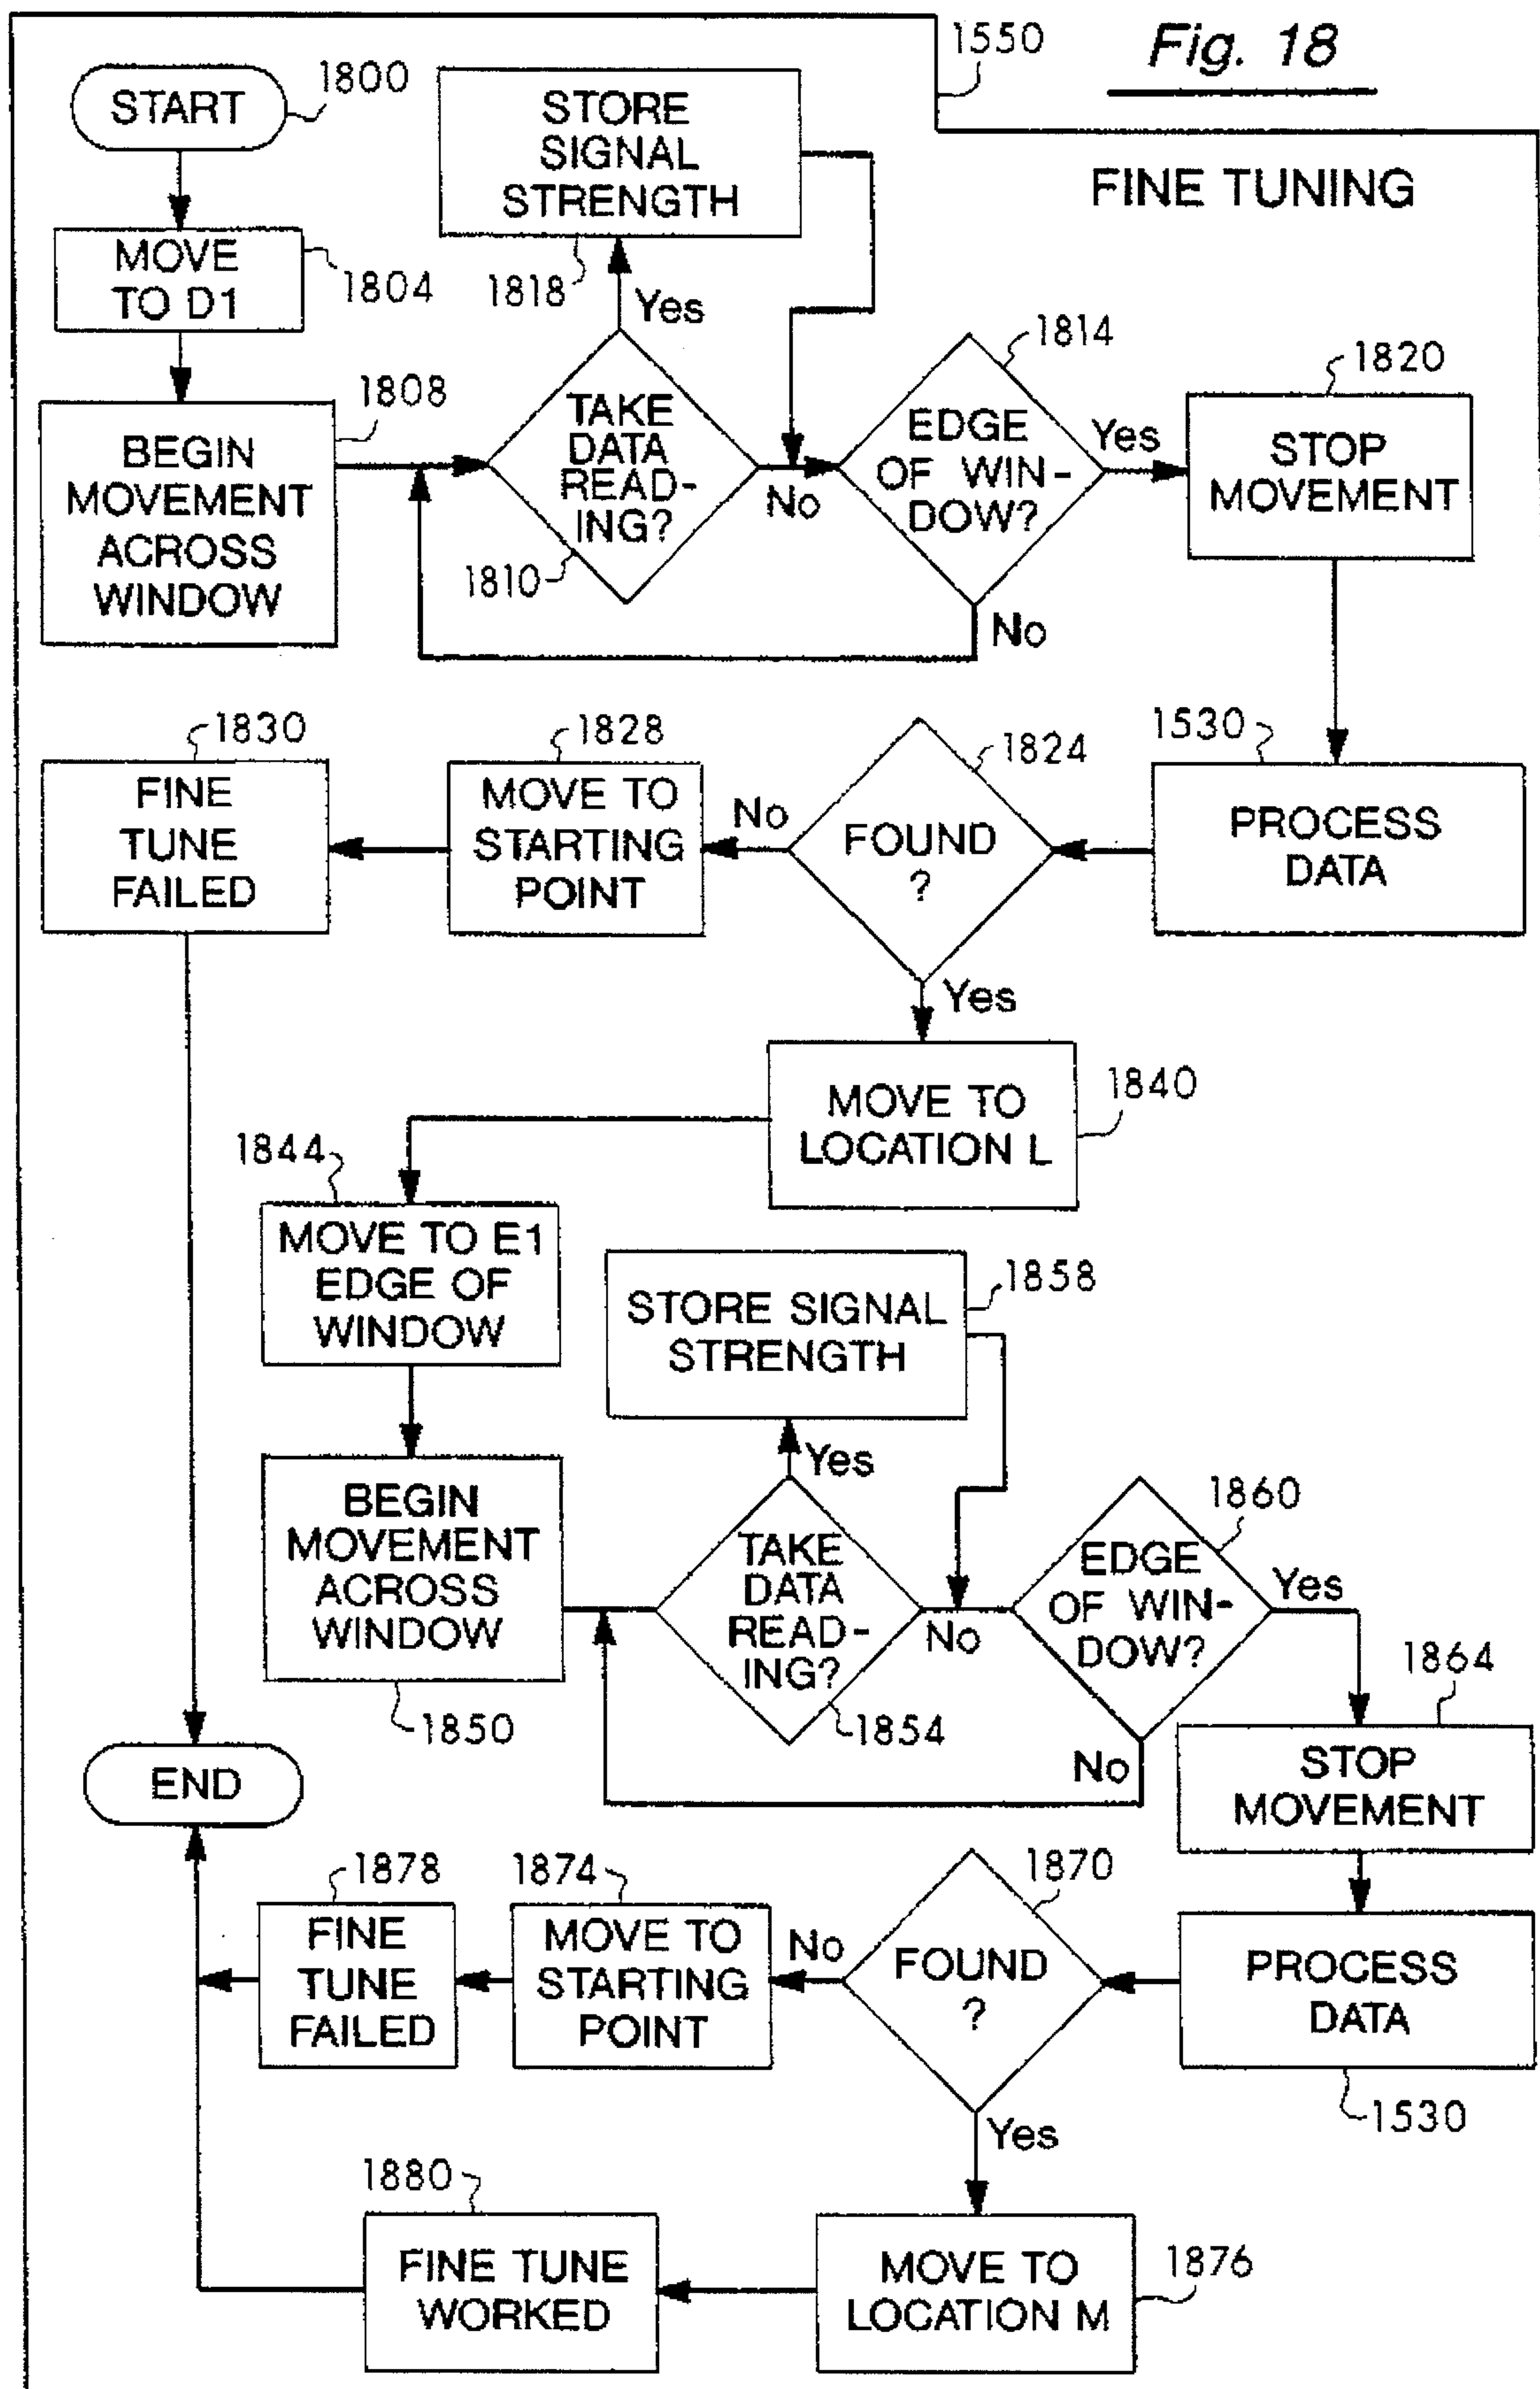 Fig. 18
1550
FINE TUNING
START
1800
MOVE
TO D1
1804
BEGIN
MOVEMENT
ACROSS
WINDOW
1808
STORE
SIGNAL
STRENGTH
1818
Yes
TAKE
DATA
READ-
ING?
1810
No
EDGE
OF WIN-
DOW?
1814
Yes
No
STOP
MOVEMENT
1820
PROCESS
DATA
1530
FOUND
?
1824
No
MOVE TO
STARTING
POINT
1828
FINE
TUNE
FAILED
1830
Yes
MOVE TO
LOCATION L
1840
MOVE TO E1
EDGE OF
WINDOW
1844
BEGIN
MOVEMENT
ACROSS
WINDOW
1850
STORE SIGNAL
STRENGTH
1858
Yes
TAKE
DATA
READ-
ING?
1854
No
EDGE
OF WIN-
DOW?
1860
Yes
No
STOP
MOVEMENT
1864
PROCESS
DATA
1530
FOUND
?
1870
No
MOVE TO
STARTING
POINT
1874
FINE
TUNE
FAILED
1878
END
Yes
MOVE TO
LOCATION M
1876
FINE TUNE
WORKED
1880